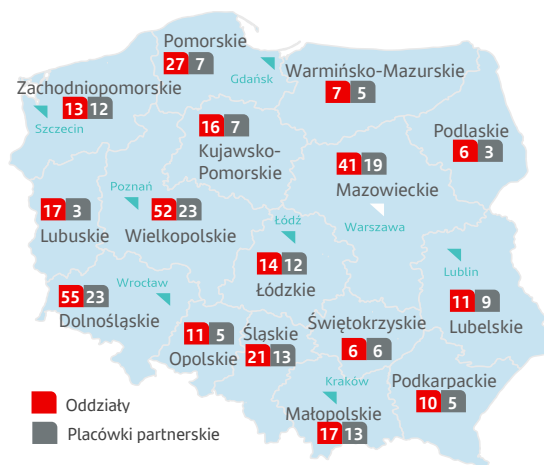 Pomorskie
27 7
Gdańsk
Warmińsko-Mazurskie
7 5
Zachodniopomorskie
13 12
Szczecin
16 7
Kujawsko-
Pomorskie
Podlaskie
6 3
41 19
Mazowieckie
Warszawa
17 3
Lubuskie
Poznań
52 23
Wielkopolskie
Łódź
14 12
Łódzkie
Lublin
11 9
Lubelskie
55 23
Dolnośląskie
Wrocław
11 5
Opolskie
Śląskie
21 13
Świętokrzyskie
6 6
Kraków
Małopolskie
17 13
Podkarpackie
10 5
Oddziały
Placówki partnerskie